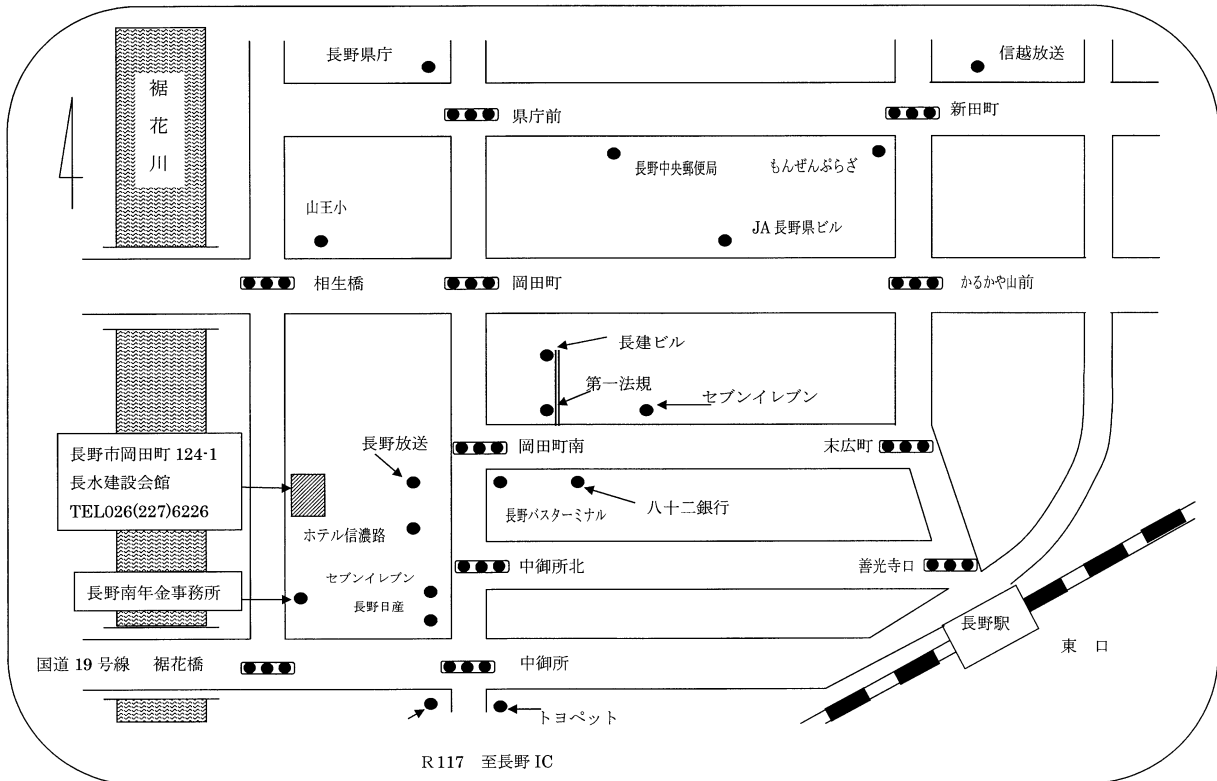 長野県庁
信越放送
裾花川
県庁前
新田町
長野中央郵便局
もんぜんぷらざ
山王小
JA 長野県ビル
相生橋
岡田町
かるかや山前
長建ビル
第一法規
セブンイレブン
長野市岡田町 124-1
長水建設会館
TEL026(227)6226
長野放送
岡田町南
末広町
八十二銀行
長野バスターミナル
ホテル信濃路
中御所北
善光寺口
セブンイレブン
長野日産
長野南年金事務所
長野駅
東 口
国道 19 号線 裾花橋
中御所
トヨペット
R117 至長野 IC